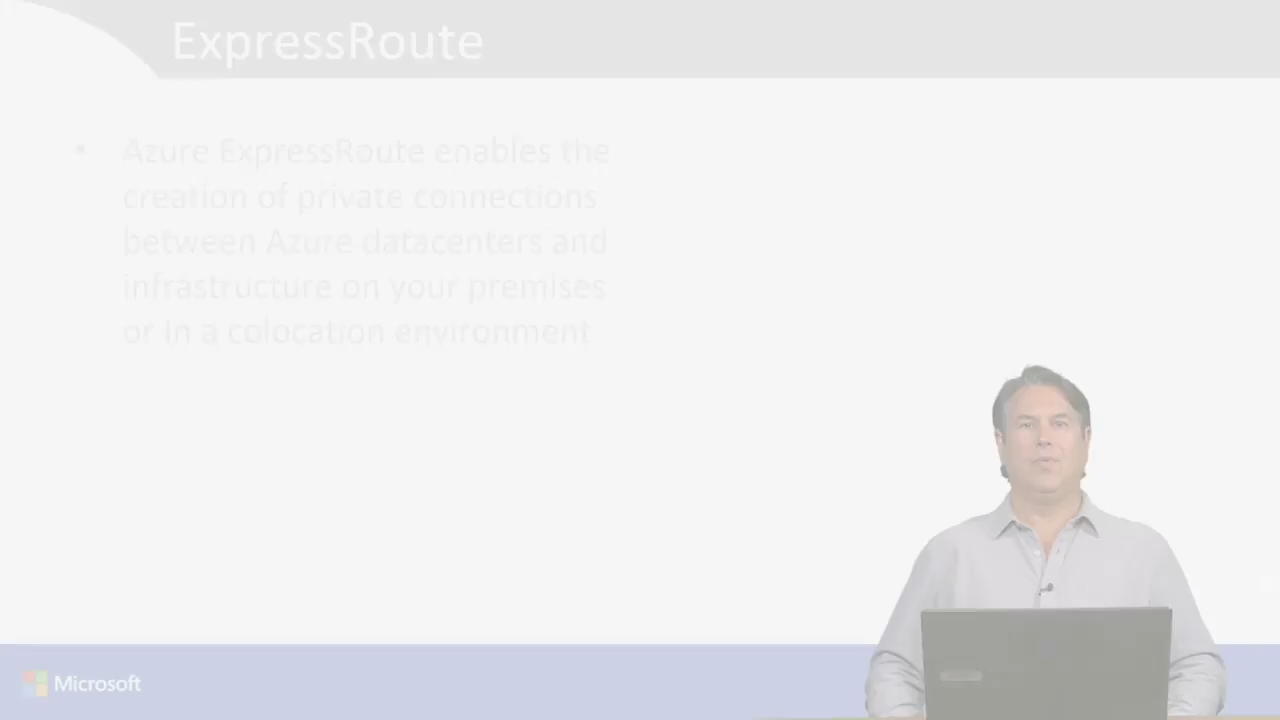 ExpressRoute
• Azure ExpressRoute enables the
creation of private connections
between Azure datacenters and
infrastructure on your premises
or in a colocation environment
Microsoft